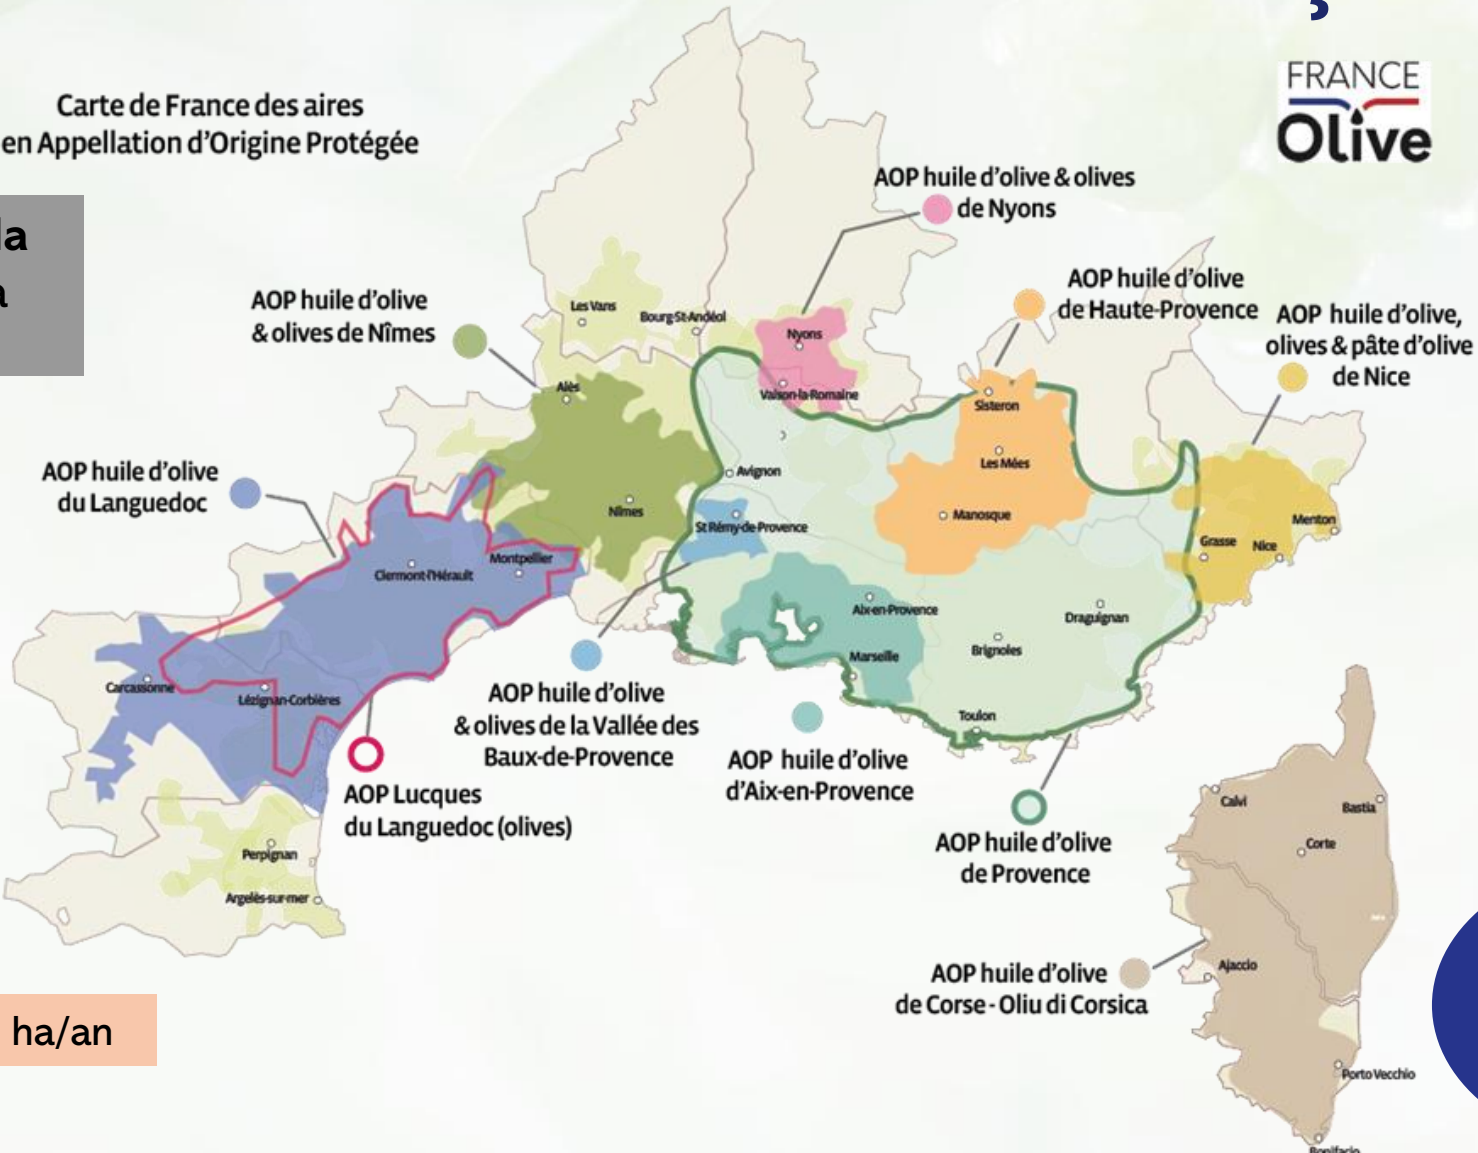 Carte de France des aires
en Appellation d'Origine Protégée
FRANCE
Olive
la
ha/an
AOP huile d'olive & olives
de Nyons
AOP huile d'olive
de Haute-Provence
AOP huile d'olive,
olives & pâte d'olive
de Nice
AOP huile d'olive
& olives de Nîmes
AOP huile d'olive
du Languedoc
AOP huile d'olive
& olives de la Vallée des
Baux-de-Provence
AOP Lucques
du Languedoc (olives)
AOP huile d'olive
d'Aix-en-Provence
AOP huile d'olive
de Provence
AOP huile d'olive
de Corse - Oliu di Corsica
Les Vans
Bourg-St-Andéol
Nyons
Vaison-la-Romaine
Alès
Sisteron
Avignon
Les Mées
Nîmes
St Rémy-de-Provence
Manosque
Menton
Grasse
Nice
Montpellier
Clermont-l'Hérault
Aix-en-Provence
Draguignan
Brignoles
Marseille
Carcassonne
Lézignan-Corbières
Toulon
Perpignan
Argelès-sur-mer
Calvi
Bastia
Corte
Ajaccio
Porto Vecchio
Bonifacio